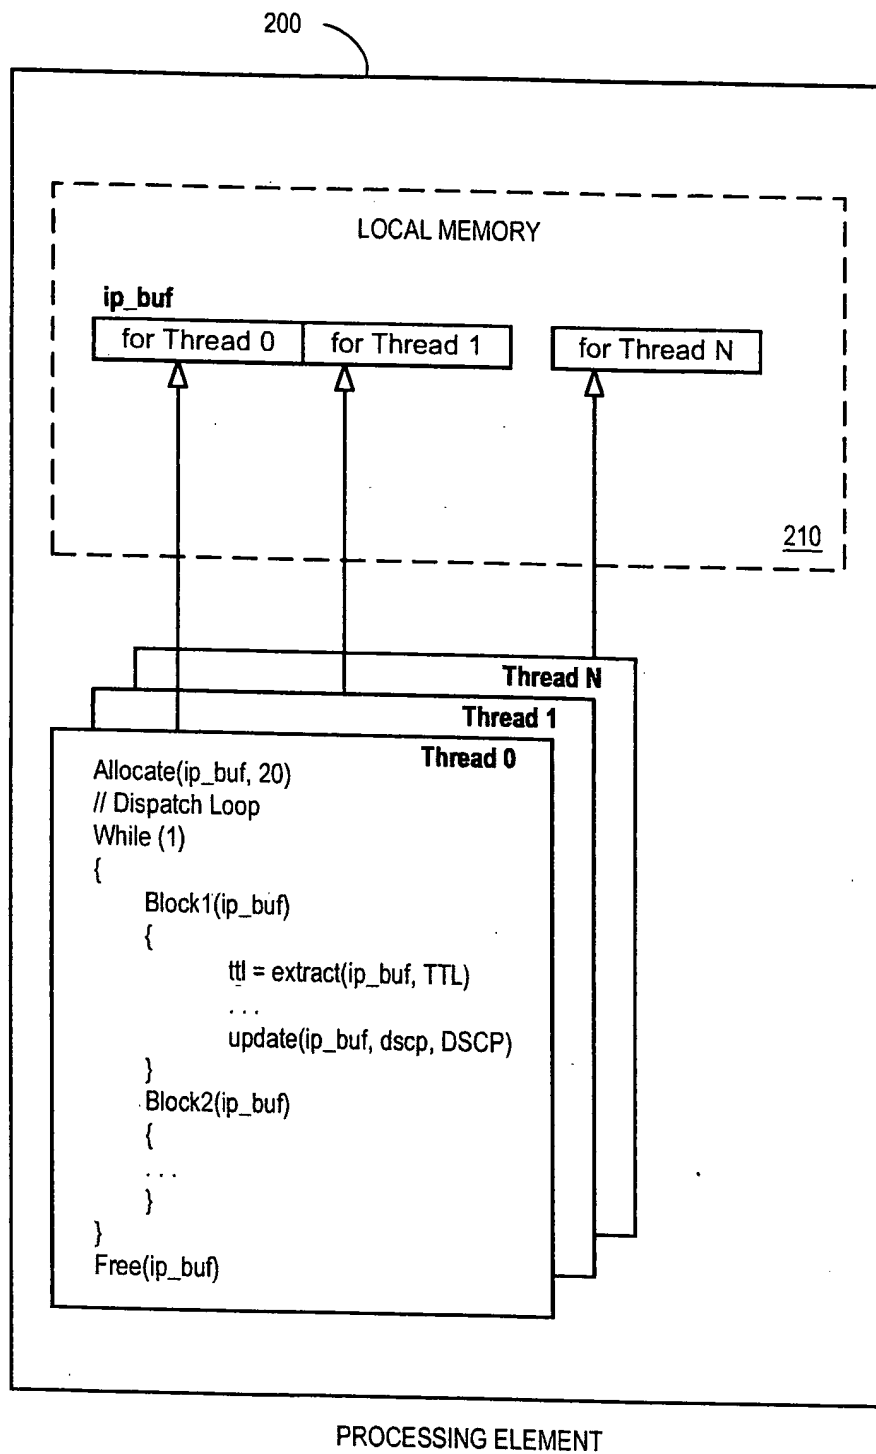 200
LOCAL MEMORY
ip_buf
for Thread 0
for Thread 1
for Thread N
210
Thread N
Thread 1
Thread 0
Allocate(ip_buf, 20)
// Dispatch Loop
While (1)
{
Block1(ip_buf)
{
ttl = extract(ip_buf, TTL)
. . .
update(ip_buf, dscp, DSCP)
}
Block2(ip_buf)
{
. . .
}
}
Free(ip_buf)
PROCESSING ELEMENT